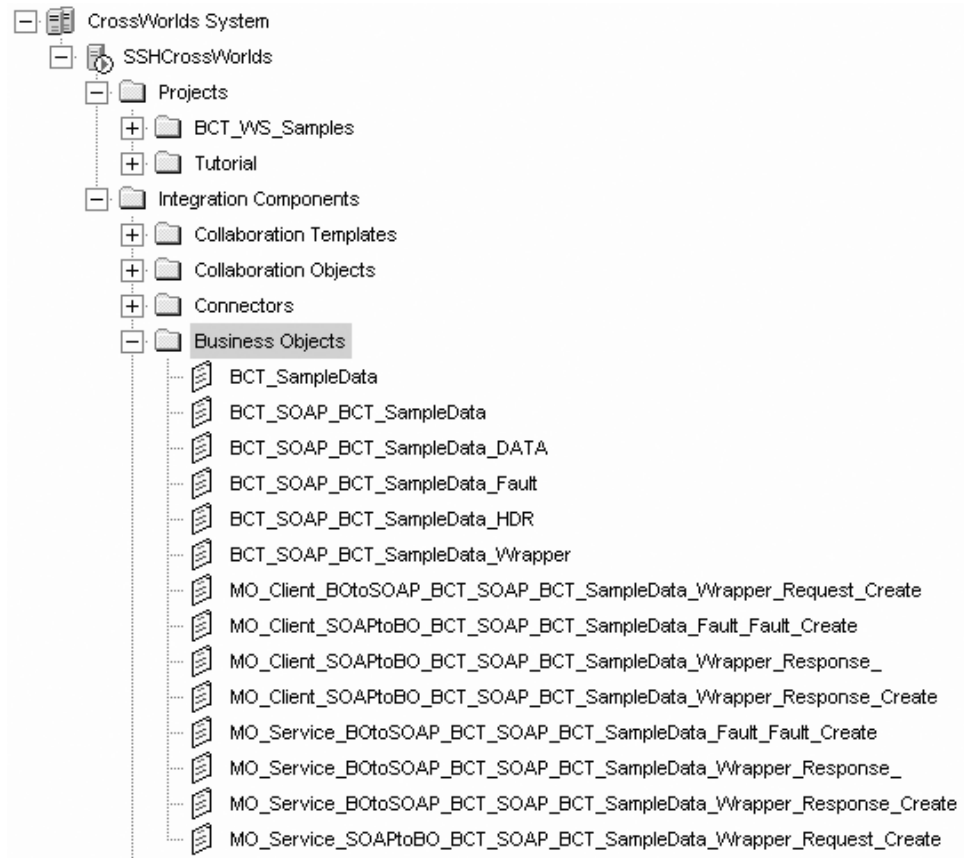 CrossWorlds System
SSHCrossWorlds
Projects
BCT_WS_Samples
Tutorial
Integration Components
Collaboration Templates
Collaboration Objects
Connectors
Business Objects
BCT_SampleData
BCT_SOAP_BCT_SampleData
BCT_SOAP_BCT_SampleData_DATA
BCT_SOAP_BCT_SampleData_Fault
BCT_SOAP_BCT_SampleData_HDR
BCT_SOAP_BCT_SampleData_Wrapper
MO_Client_BOtoSOAP_BCT_SOAP_BCT_SampleData_Wrapper_Request_Create
MO_Client_SOAPtoBO_BCT_SOAP_BCT_SampleData_Fault_Fault_Create
MO_Client_SOAPtoBO_BCT_SOAP_BCT_SampleData_Wrapper_Response_
MO_Client_SOAPtoBO_BCT_SOAP_BCT_SampleData_Wrapper_Response_Create
MO_Service_BOtoSOAP_BCT_SOAP_BCT_SampleData_Fault_Fault_Create
MO_Service_BOtoSOAP_BCT_SOAP_BCT_SampleData_Wrapper_Response_
MO_Service_BOtoSOAP_BCT_SOAP_BCT_SampleData_Wrapper_Response_Create
MO_Service_SOAPtoBO_BCT_SOAP_BCT_SampleData_Wrapper_Request_Create